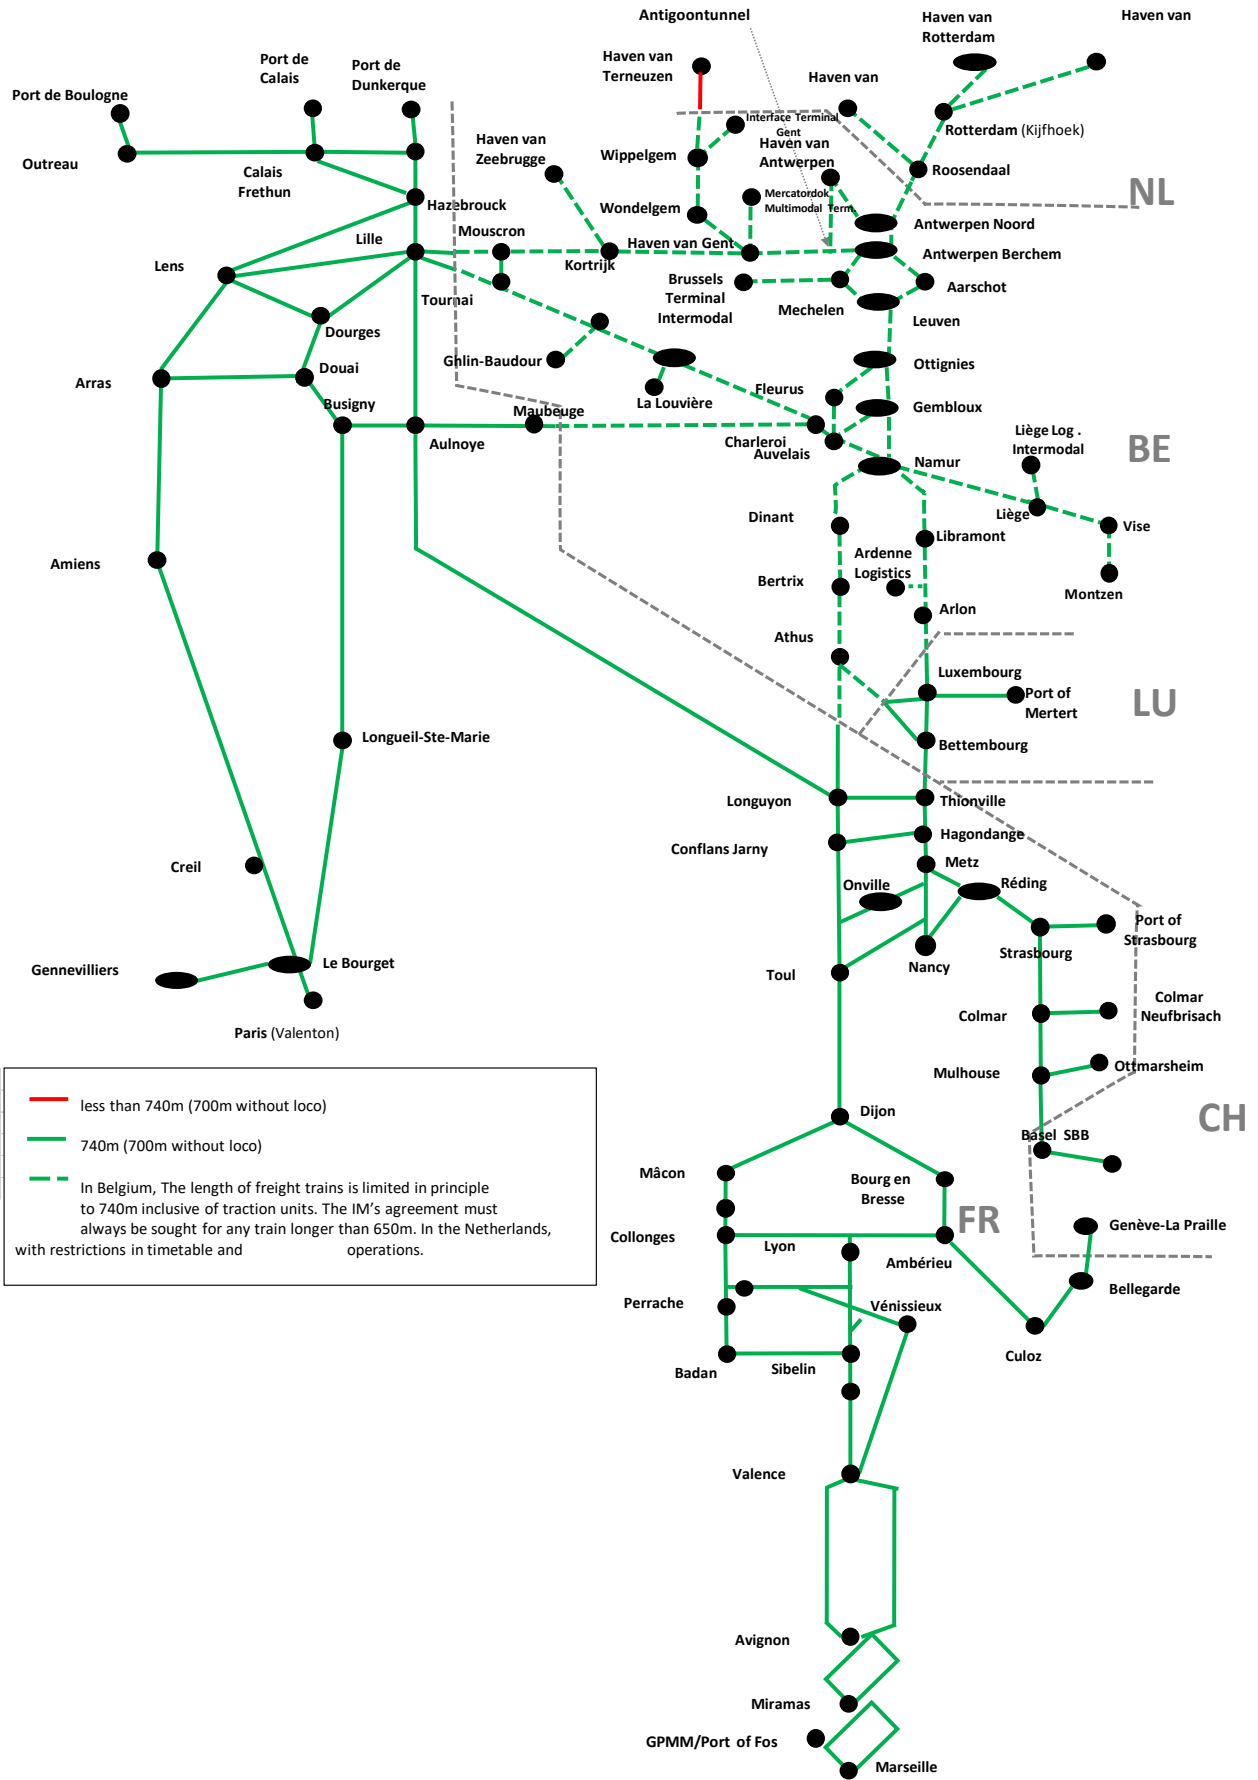 Antigoontunnel
Haven van
Rotterdam
Haven van
Port de
Calais
Port de
Dunkerque
Haven van
Terneuzen
Haven van
Port de Boulogne
Interface Terminal
Gent
Rotterdam (Kijfhoek)
Haven van
Zeebrugge
Wippelgem
Haven van
Antwerpen
Outreau
Calais
Frethun
Roosendaal
NL
Hazebrouck
Wondelgem
Mercatordok
Multimodal Term.
Antwerpen Noord
Lille
Mouscron
Haven van Gent
Antwerpen Berchem
Lens
Kortrijk
Brussels
Terminal
Intermodal
Aarschot
Tournai
Mechelen
Leuven
Dourges
Ghlin-Baudour
Ottignies
Douai
Arras
Fleurus
La Louvière
Busigny
Maubeuge
Gembloux
Aulnoye
Charleroi
Auvelais
Liège Log .
Intermodal
BE
Namur
Dinant
Liège
Vise
Libramont
Amiens
Ardenne
Logistics
Bertrix
Montzen
Arlon
Athus
Luxembourg
Port of
Mertert
LU
Longueil-Ste-Marie
Bettembourg
Longuyon
Thionville
Conflans Jarny
Hagondange
Metz
Creil
Onville
Réding
Port of
Strasbourg
Strasbourg
Gennevilliers
Le Bourget
Nancy
Toul
Colmar
Neufbrisach
Colmar
Paris (Valenton)
Ottmarsheim
Mulhouse
less than 740m (700m without loco)
740m (700m without loco)
In Belgium, The length of freight trains is limited in principle
to 740m inclusive of traction units. The IM’s agreement must
always be sought for any train longer than 650m. In the Netherlands,
with restrictions in timetable and operations.
Dijon
CH
Basel SBB
Mâcon
Bourg en
Bresse
FR
Genève-La Praille
Collonges
Lyon
Ambérieu
Bellegarde
Perrache
Vénissieux
Culoz
Badan
Sibelin
Valence
Avignon
Miramas
GPMM/Port of Fos
Marseille